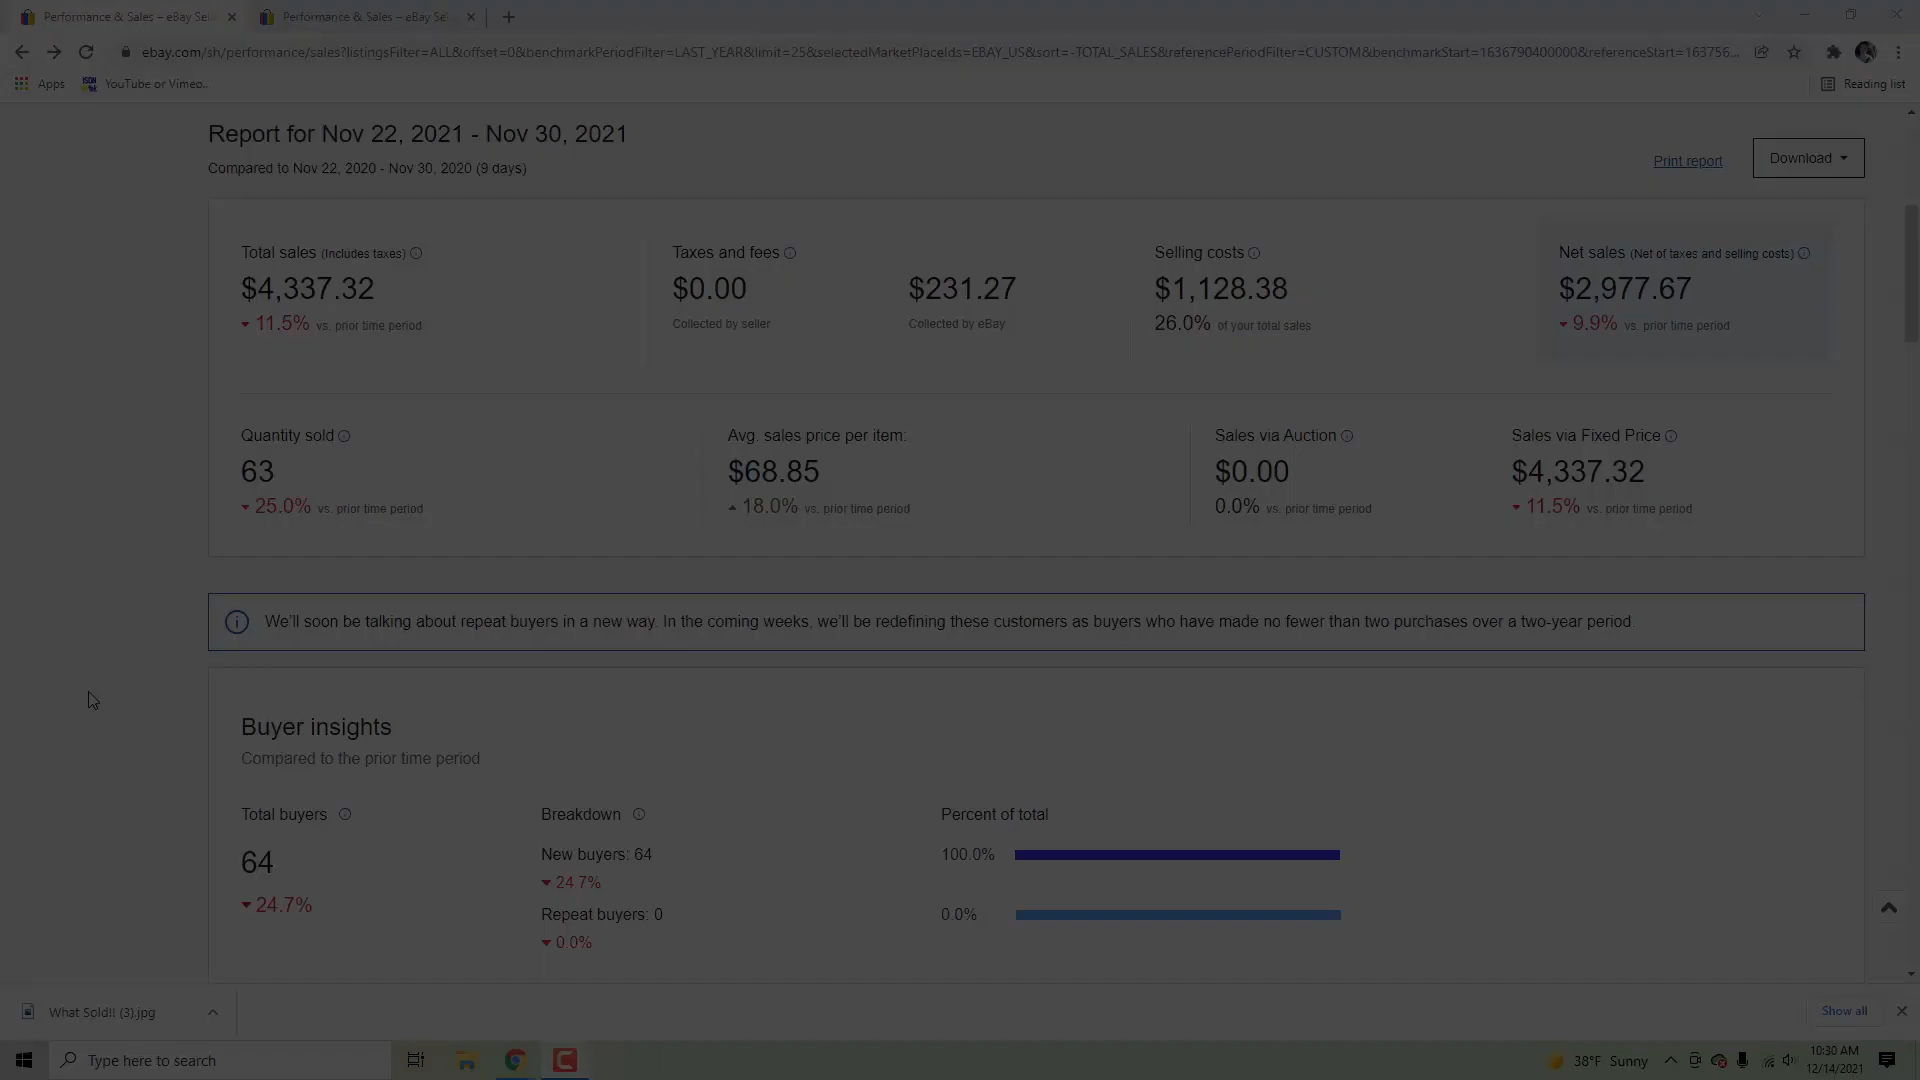 Performance & Sales – eBay Sel
Performance & Sales – eBay Se
ebay.com/sh/performance/sales?listingsFilter=ALL&offset=0&benchmarkPeriodFilter=LAST_YEAR&limit=25&selectedMarketPlaceIds=EBAY_US&sort=-TOTAL_SALES&referencePeriodFilter=CUSTOM&benchmarkStart=1636790400000&referenceStart=163756...
Apps
YouTube or Vimeo..
Reading list
Report for Nov 22, 2021 - Nov 30, 2021
Compared to Nov 22, 2020 - Nov 30, 2020 (9 days)
Print report
Download
Total sales (Includes taxes)
$4,337.32
11.5% vs. prior time period
Taxes and fees
$0.00
Collected by seller
$231.27
Collected by eBay
Selling costs
$1,128.38
26.0% of your total sales
Net sales (Net of taxes and selling costs)
$2,977.67
9.9% vs. prior time period
Quantity sold
63
25.0% vs. prior time period
Avg. sales price per item:
$68.85
18.0% vs. prior time period
Sales via Auction
$0.00
0.0% vs. prior time period
Sales via Fixed Price
$4,337.32
11.5% vs. prior time period
We'll soon be talking about repeat buyers in a new way. In the coming weeks, we'll be redefining these customers as buyers who have made no fewer than two purchases over a two-year period.
Buyer insights
Compared to the prior time period
Total buyers
64
24.7%
Breakdown
New buyers: 64
24.7%
Repeat buyers: 0
0.0%
Percent of total
100.0%
0.0%
What Sold!! (3).jpg
Show all
Type here to search
38°F Sunny
10:30 AM
12/14/2021